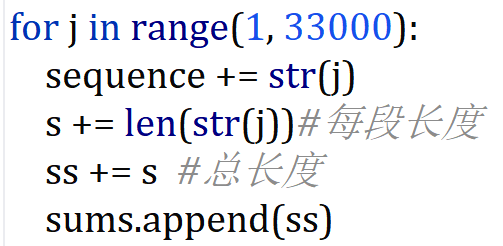 for j in range(1, 33000):
    sequence += str(j)
    s += len(str(j))#每段长度
    ss += s  #总长度
    sums.append(ss)